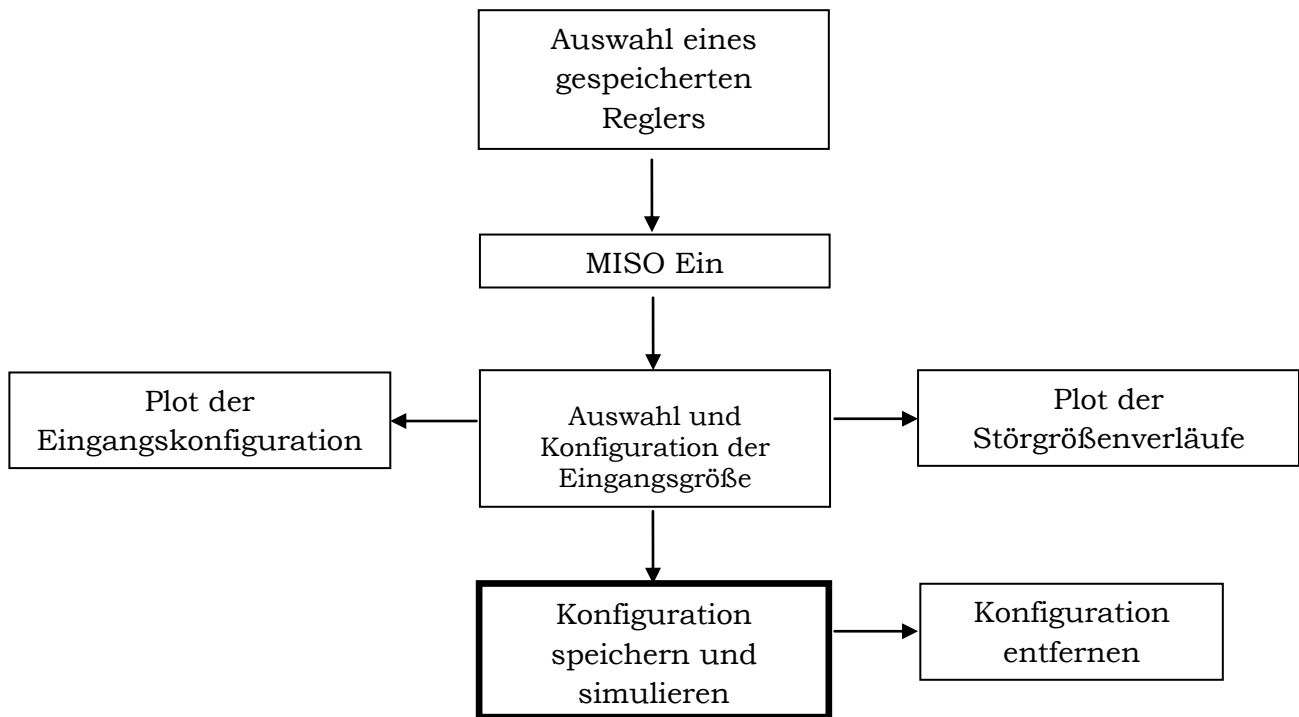 Auswahl eines
gespeicherten
Reglers
MISO Ein
Plot der
Eingangskonfiguration
Auswahl und
Konfiguration der
Eingangsgröße
Plot der
Störgrößenverläufe
Konfiguration
speichern und
simulieren
Konfiguration
entfernen